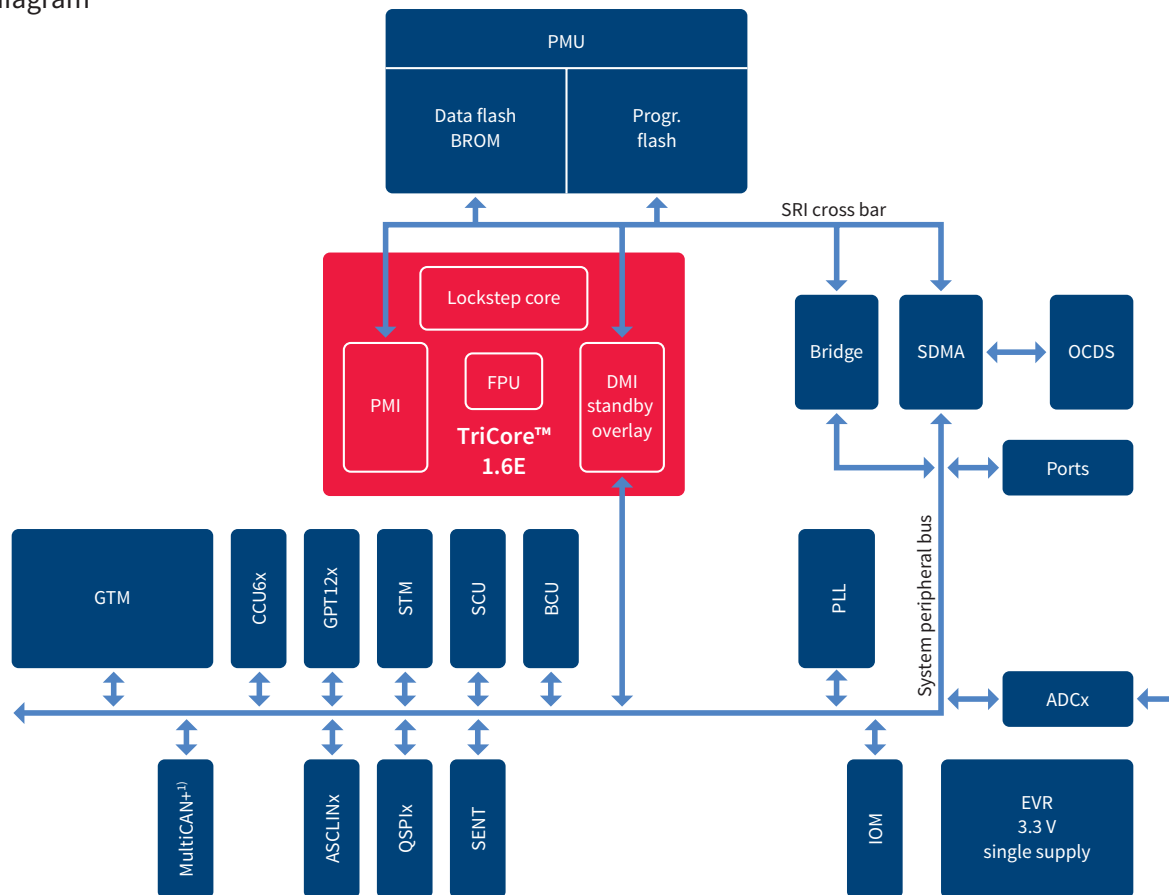 diagram
PMU
Data flash
BROM
Progr.
flash
SRI cross bar
Lockstep core
PMI
FPU
DMI
standby
overlay
TriCore™
1.6E
Bridge
SDMA
OCDS
Ports
System peripheral bus
GTM
CCU6x
GPT12x
STM
SCU
BCU
PLL
ADCx
MultiCAN+¹⁾
ASCLINx
QSPIx
SENT
IOM
EVR
3.3 V
single supply